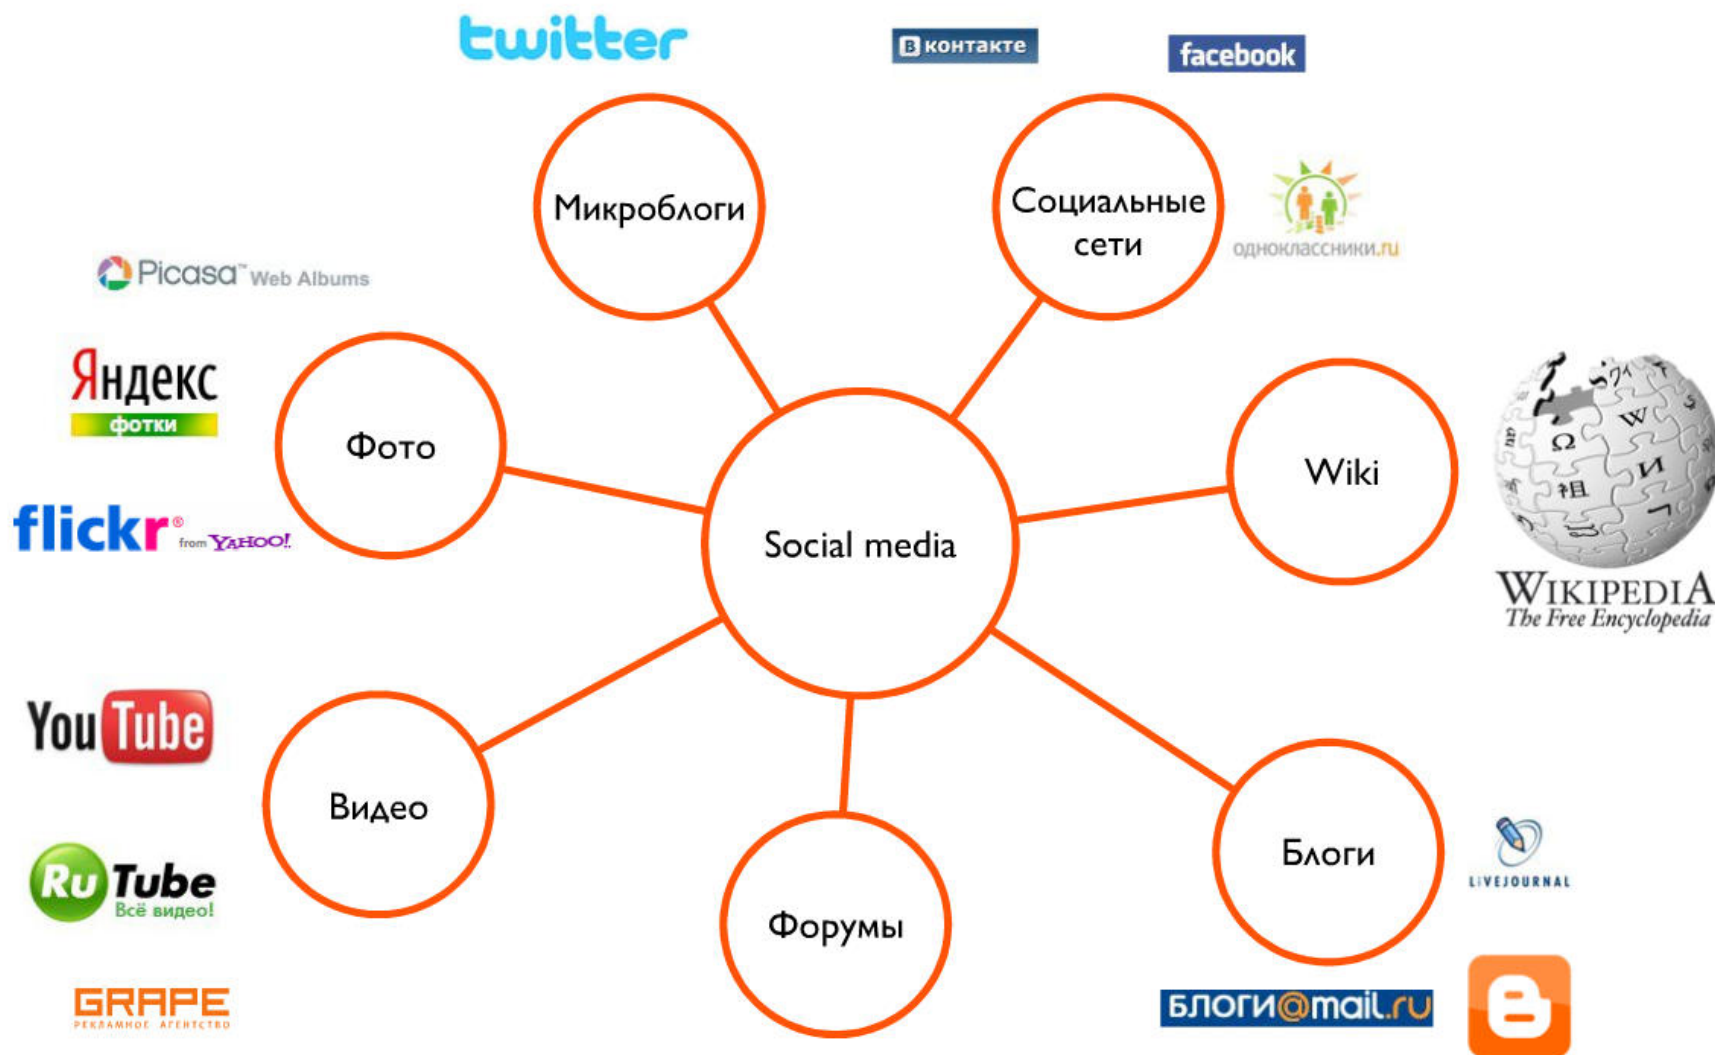 twitter
В контакте
facebook
Микроблоги
Социальные
сети
одноклассники.ru
Picasa™ Web Albums
Яндекс
фотки
Фото
flickr® from YAHOO!
Wiki
Social media
WIKIPEDIA
The Free Encyclopedia
YouTube
Видео
RuTube
Всё видео!
Форумы
Блоги
LiVEJOURNAL
GRAPE
РЕКЛАМНОЕ АГЕНТСТВО
БЛОГИ@mail.ru